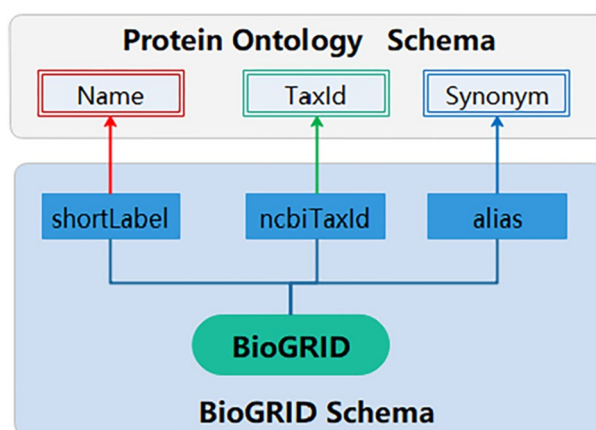 Protein Ontology Schema
Name TaxId Synonym
shortLabel ncbiTaxId alias
BioGRID
BioGRID Schema